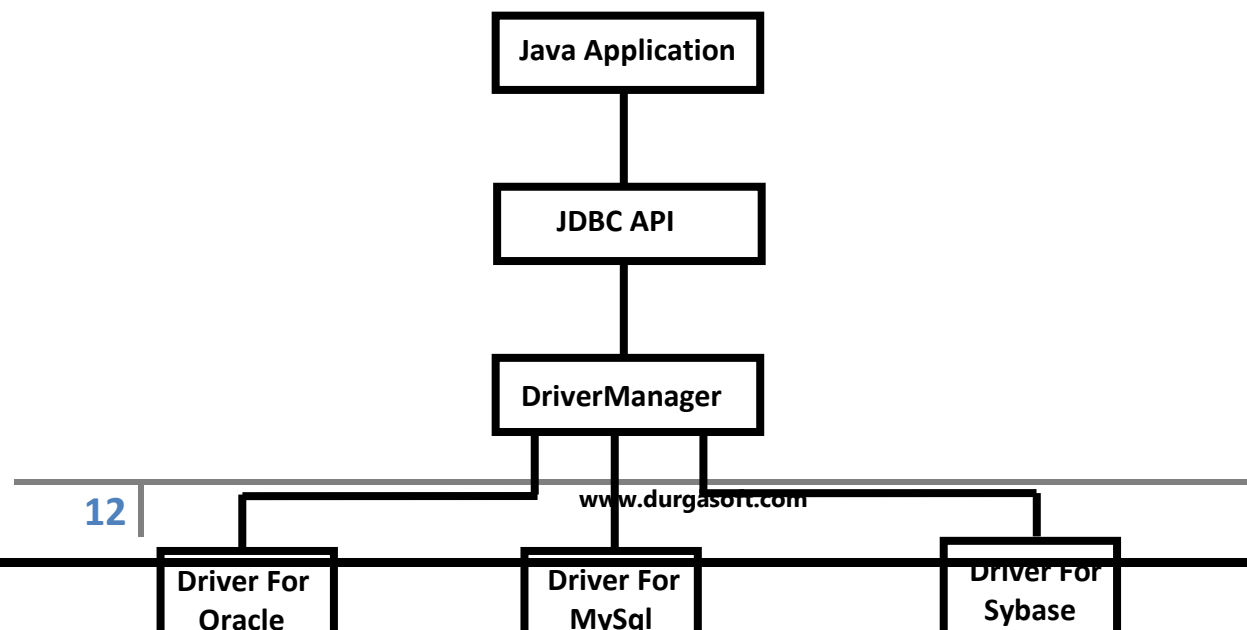 Java Application
JDBC API
DriverManager
12
www.durgasoft.com
Driver For
Oracle
Driver For
MySql
Driver For
Sybase